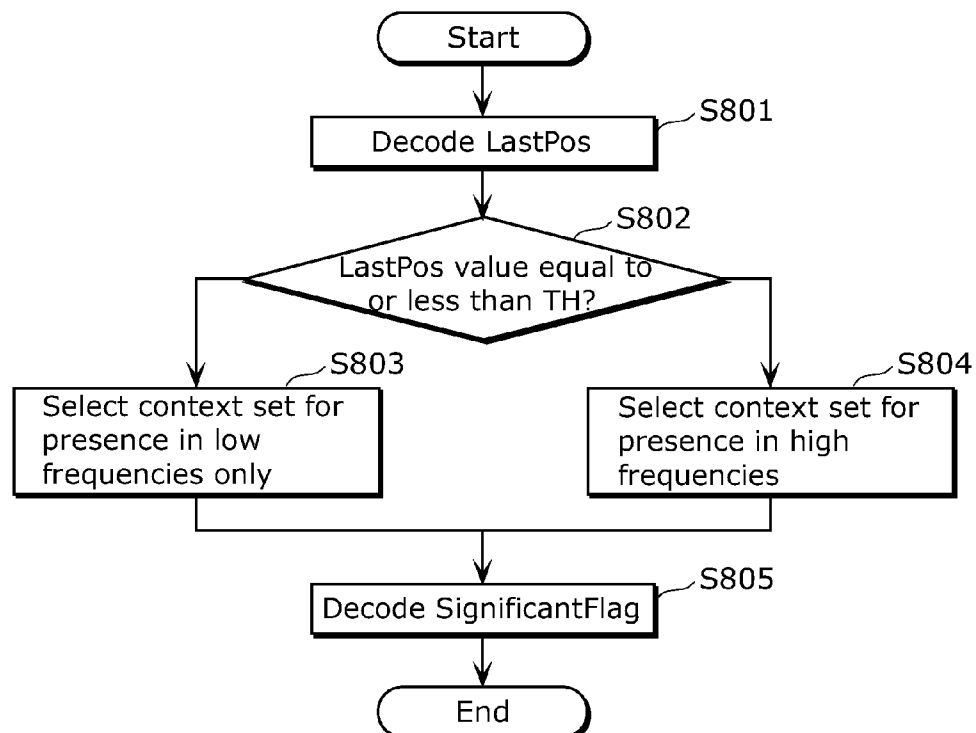 Start
S801
Decode LastPos
S802
LastPos value equal to
or less than TH?
S803
Select context set for
presence in low
frequencies only
S804
Select context set for
presence in high
frequencies
S805
Decode SignificantFlag
End